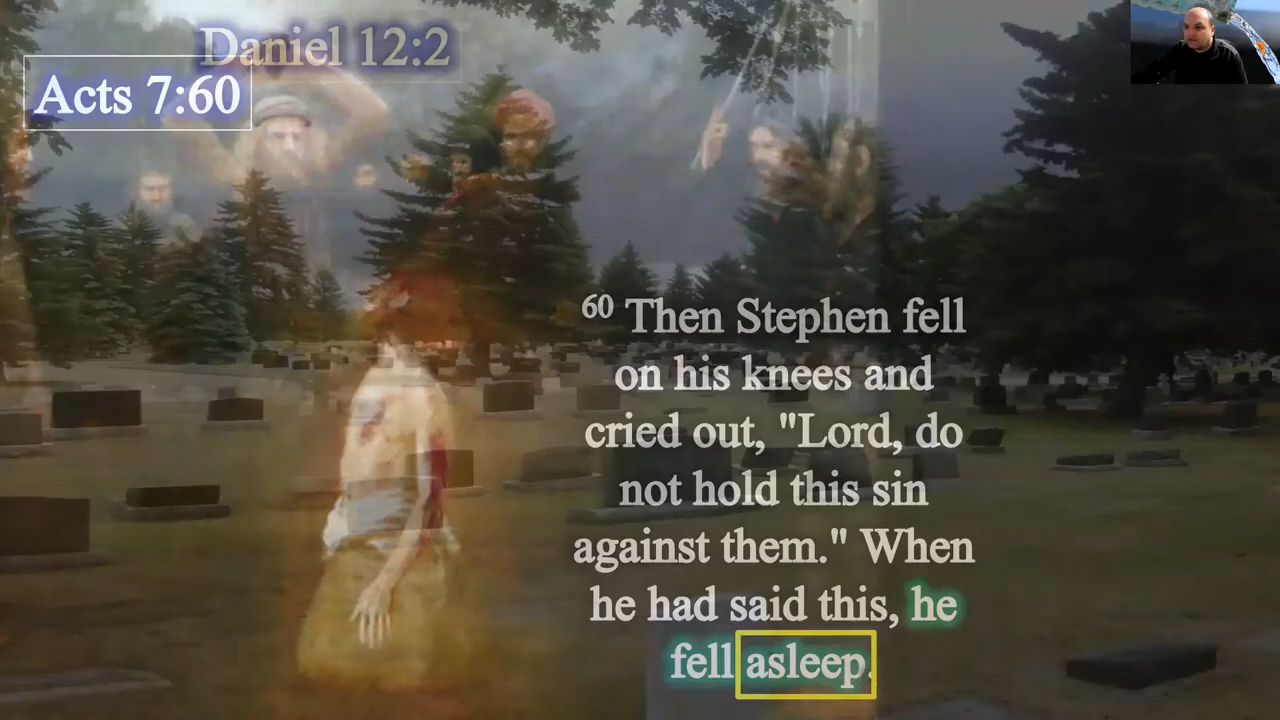 Daniel 12:2
Acts 7:60
60 Then Stephen fell
on his knees and
cried out, "Lord, do
not hold this sin
against them." When
he had said this, he
fell asleep.